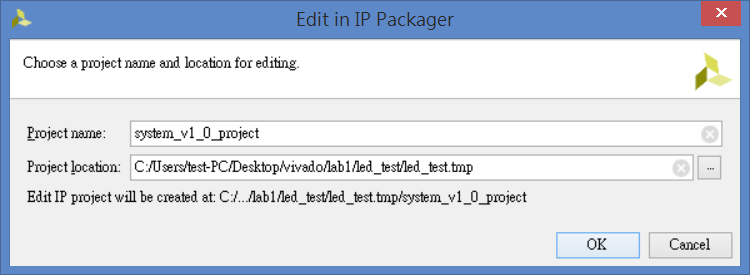 Edit in IP Packager
Choose a project name and location for editing.
Project name: system_v1_0_project
Project location: C:/Users/test-PC/Desktop/vivado/lab1/led_test/led_test.tmp ...
Edit IP project will be created at: C:/.../lab1/led_test/led_test.tmp/system_v1_0_project
OK Cancel